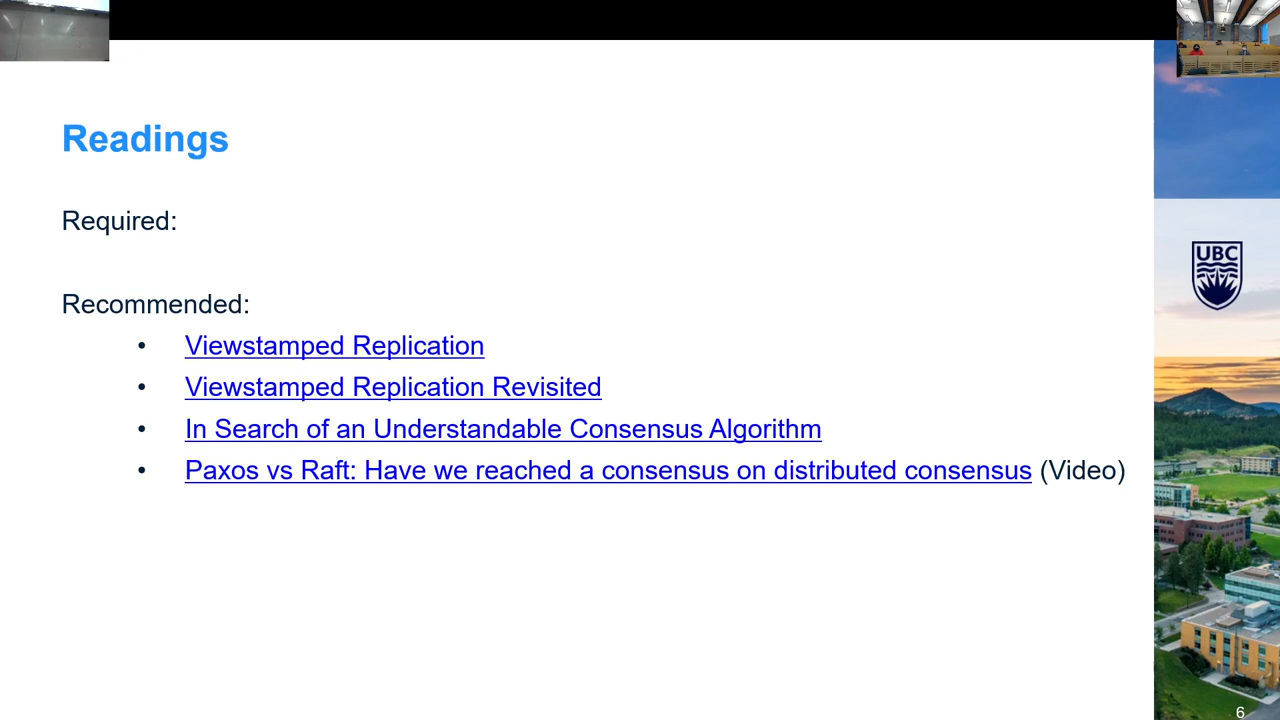 Readings
Required:
Recommended:
• Viewstamped Replication
• Viewstamped Replication Revisited
• In Search of an Understandable Consensus Algorithm
• Paxos vs Raft: Have we reached a consensus on distributed consensus (Video)
UBC
6